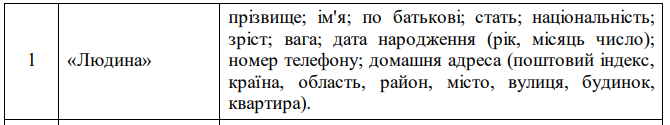 1
«Людина»
прізвище; ім'я; по батькові; стать; національність;
зріст; вага; дата народження (рік, місяць число);
номер телефону; домашня адреса (поштовий індекс,
країна, область, район, місто, вулиця, будинок,
квартира).